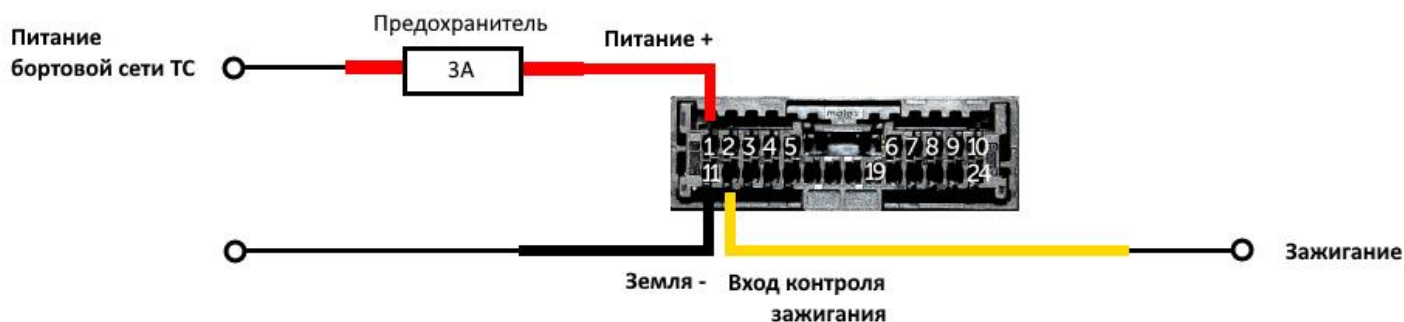 Предохранитель
Питание
бортовой сети ТС
3А
Питание +
molex
1 2 3 4 5 6 7 8 9 10
11 19 24
Земля -
Вход контроля
зажигания
Зажигание